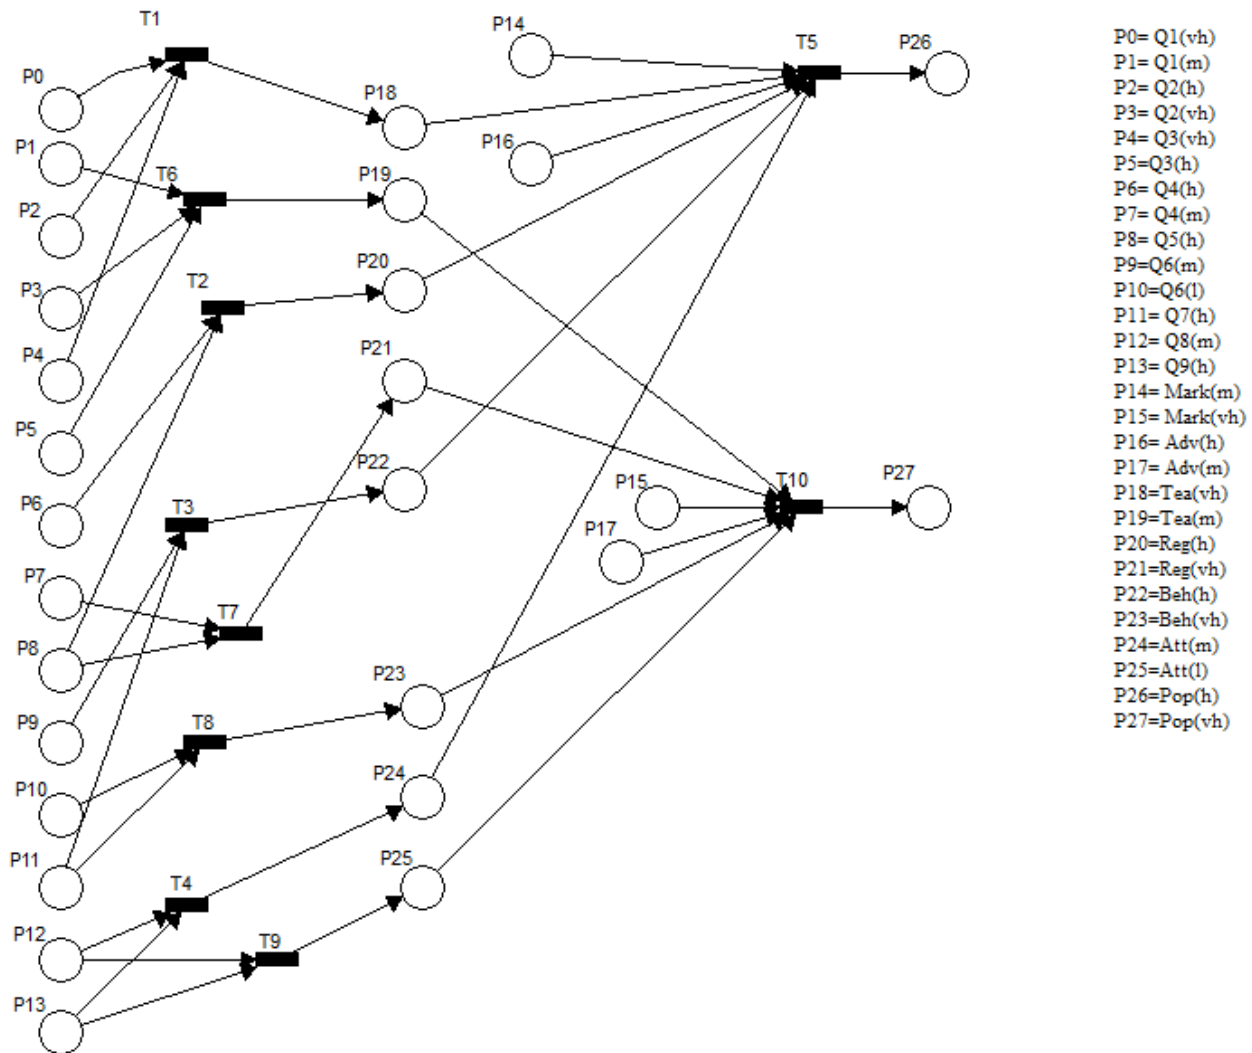 T1
P14
T5
P26
P0
P18
P1
P16
T6
P19
P2
P20
P3
T2
P4
P21
P5
P22
P6
T3
P15
T10
P27
P17
P7
T7
P8
P23
P9
T8
P10
P24
P11
T4
P25
P12
T9
P13
P0= Q1(vh)
P1= Q1(m)
P2= Q2(h)
P3= Q2(vh)
P4= Q3(vh)
P5=Q3(h)
P6= Q4(h)
P7= Q4(m)
P8= Q5(h)
P9=Q6(m)
P10=Q6(l)
P11= Q7(h)
P12= Q8(m)
P13= Q9(h)
P14= Mark(m)
P15= Mark(vh)
P16= Adv(h)
P17= Adv(m)
P18=Tea(vh)
P19=Tea(m)
P20=Reg(h)
P21=Reg(vh)
P22=Beh(h)
P23=Beh(vh)
P24=Att(m)
P25=Att(l)
P26=Pop(h)
P27=Pop(vh)